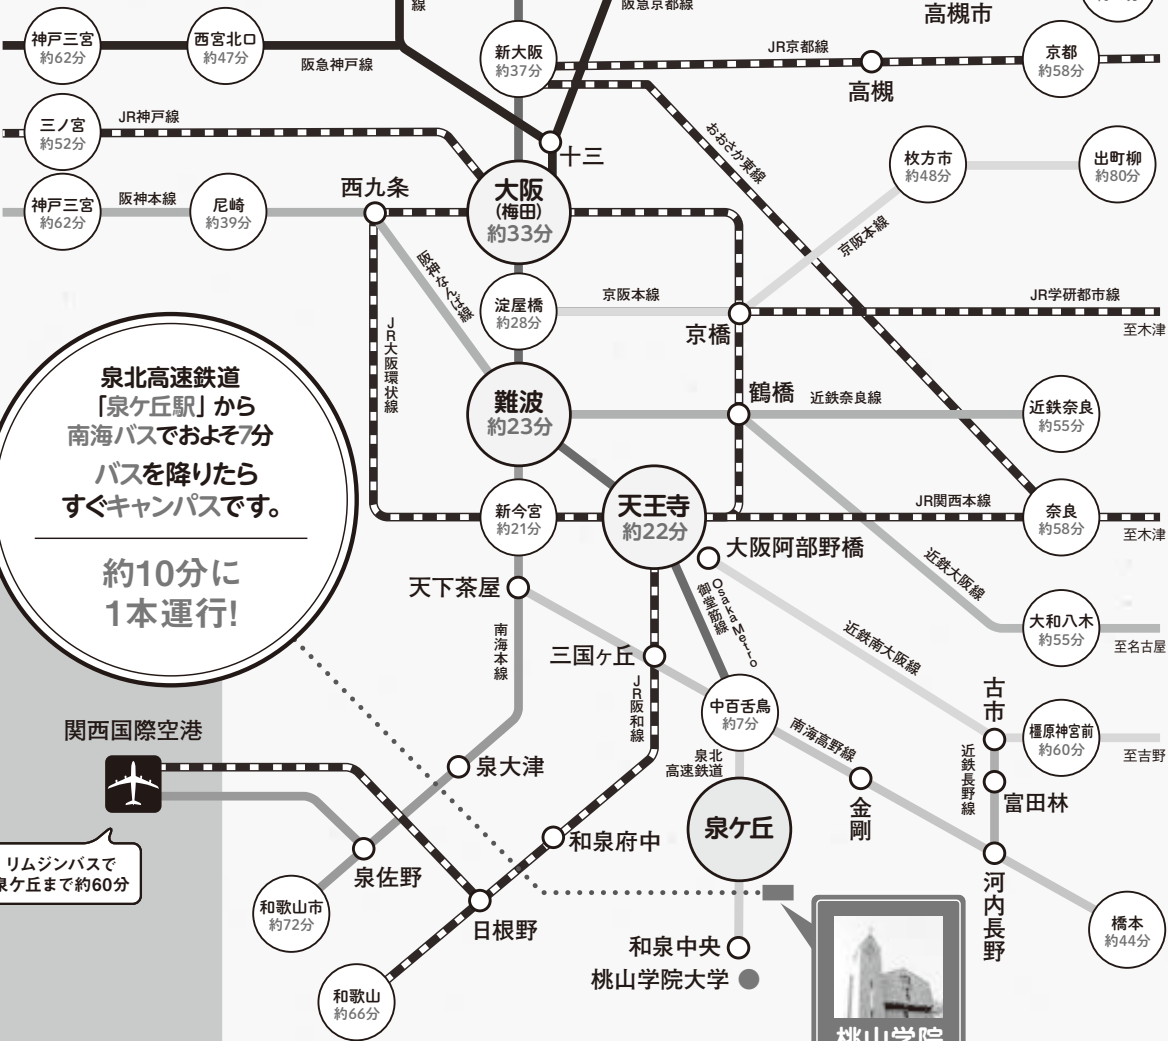 線
阪急京都線
高槻市
神戸三宮
約62分
西宮北口
約47分
阪急神戸線
新大阪
約37分
JR京都線
高槻
京都
約58分
三ノ宮
約52分
JR神戸線
十三
おおさか東線
枚方市
約48分
出町柳
約80分
神戸三宮
約62分
阪神本線
尼崎
約39分
西九条
大阪
(梅田)
約33分
阪神なんば線
京阪本線
淀屋橋
約28分
京阪本線
京橋
JR学研都市線
至木津
JR大阪環状線
難波
約23分
鶴橋
近鉄奈良線
近鉄奈良
約55分
泉北高速鉄道
「泉ケ丘駅」から
南海バスでおよそ7分
バスを降りたら
すぐキャンパスです。
約10分に
1本運行!
新今宮
約21分
天王寺
約22分
JR関西本線
奈良
約58分
至木津
大阪阿部野橋
天下茶屋
Osaka Metro
御堂筋線
近鉄大阪線
大和八木
約55分
至名古屋
南海本線
三国ヶ丘
JR阪和線
近鉄南大阪線
中百舌鳥
約7分
南海高野線
古市
橿原神宮前
約60分
至吉野
関西国際空港
泉大津
泉北
高速鉄道
近鉄長野線
富田林
金剛
泉ケ丘
和泉府中
リムジンバスで
泉ケ丘まで約60分
泉佐野
河内長野
和歌山市
約72分
日根野
橋本
約44分
和泉中央
桃山学院大学
和歌山
約66分
桃山学院